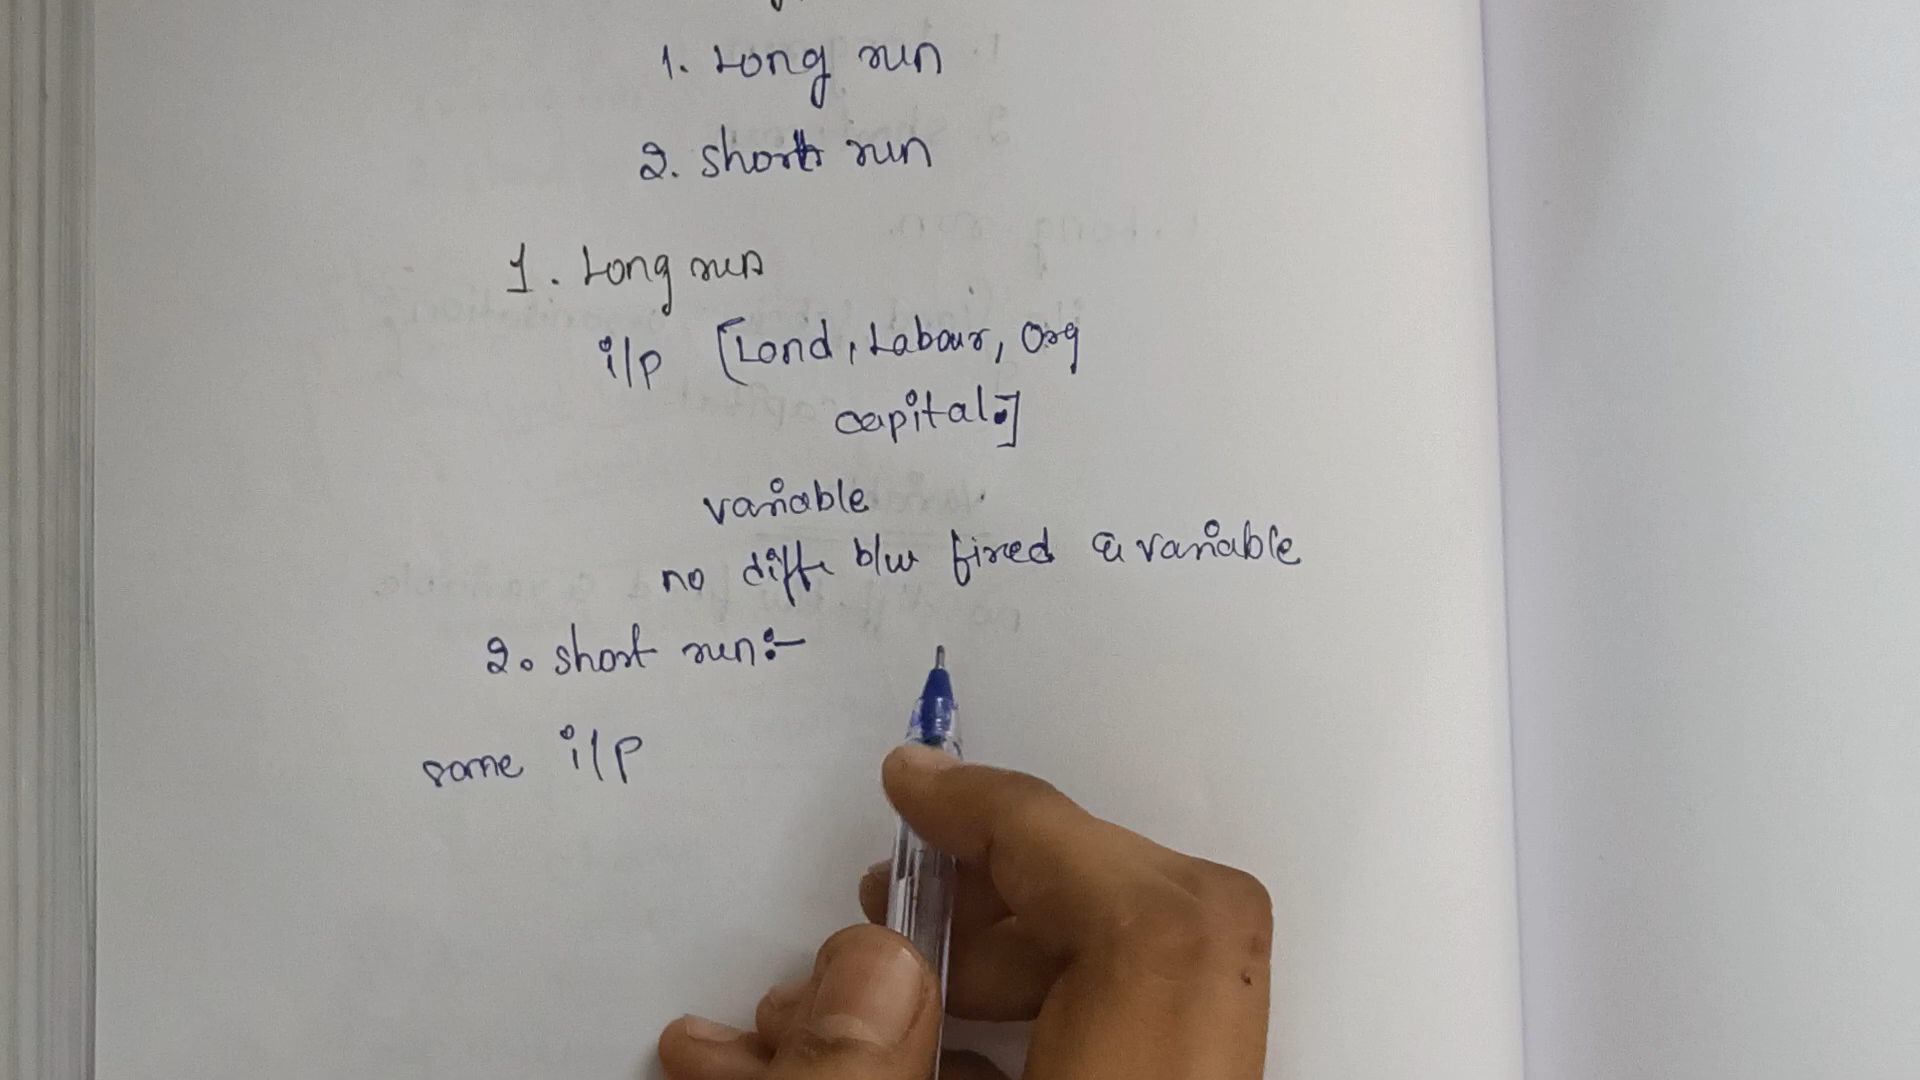 1. Long run
2. short run
1. Long run
i/p [Land, Labour, Org
capital.]
variable
no diff b/w fixed & variable
2. short run:-
some i/p